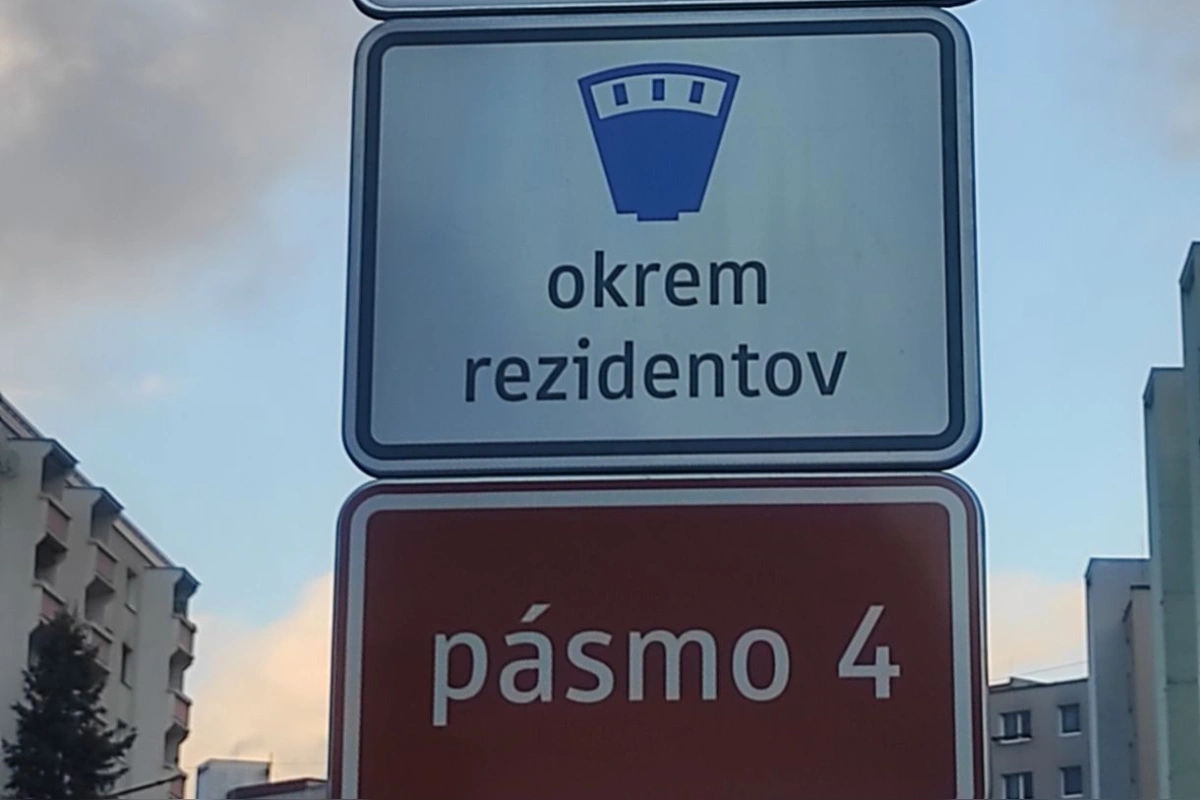 okrem
rezidentov
pásmo 4